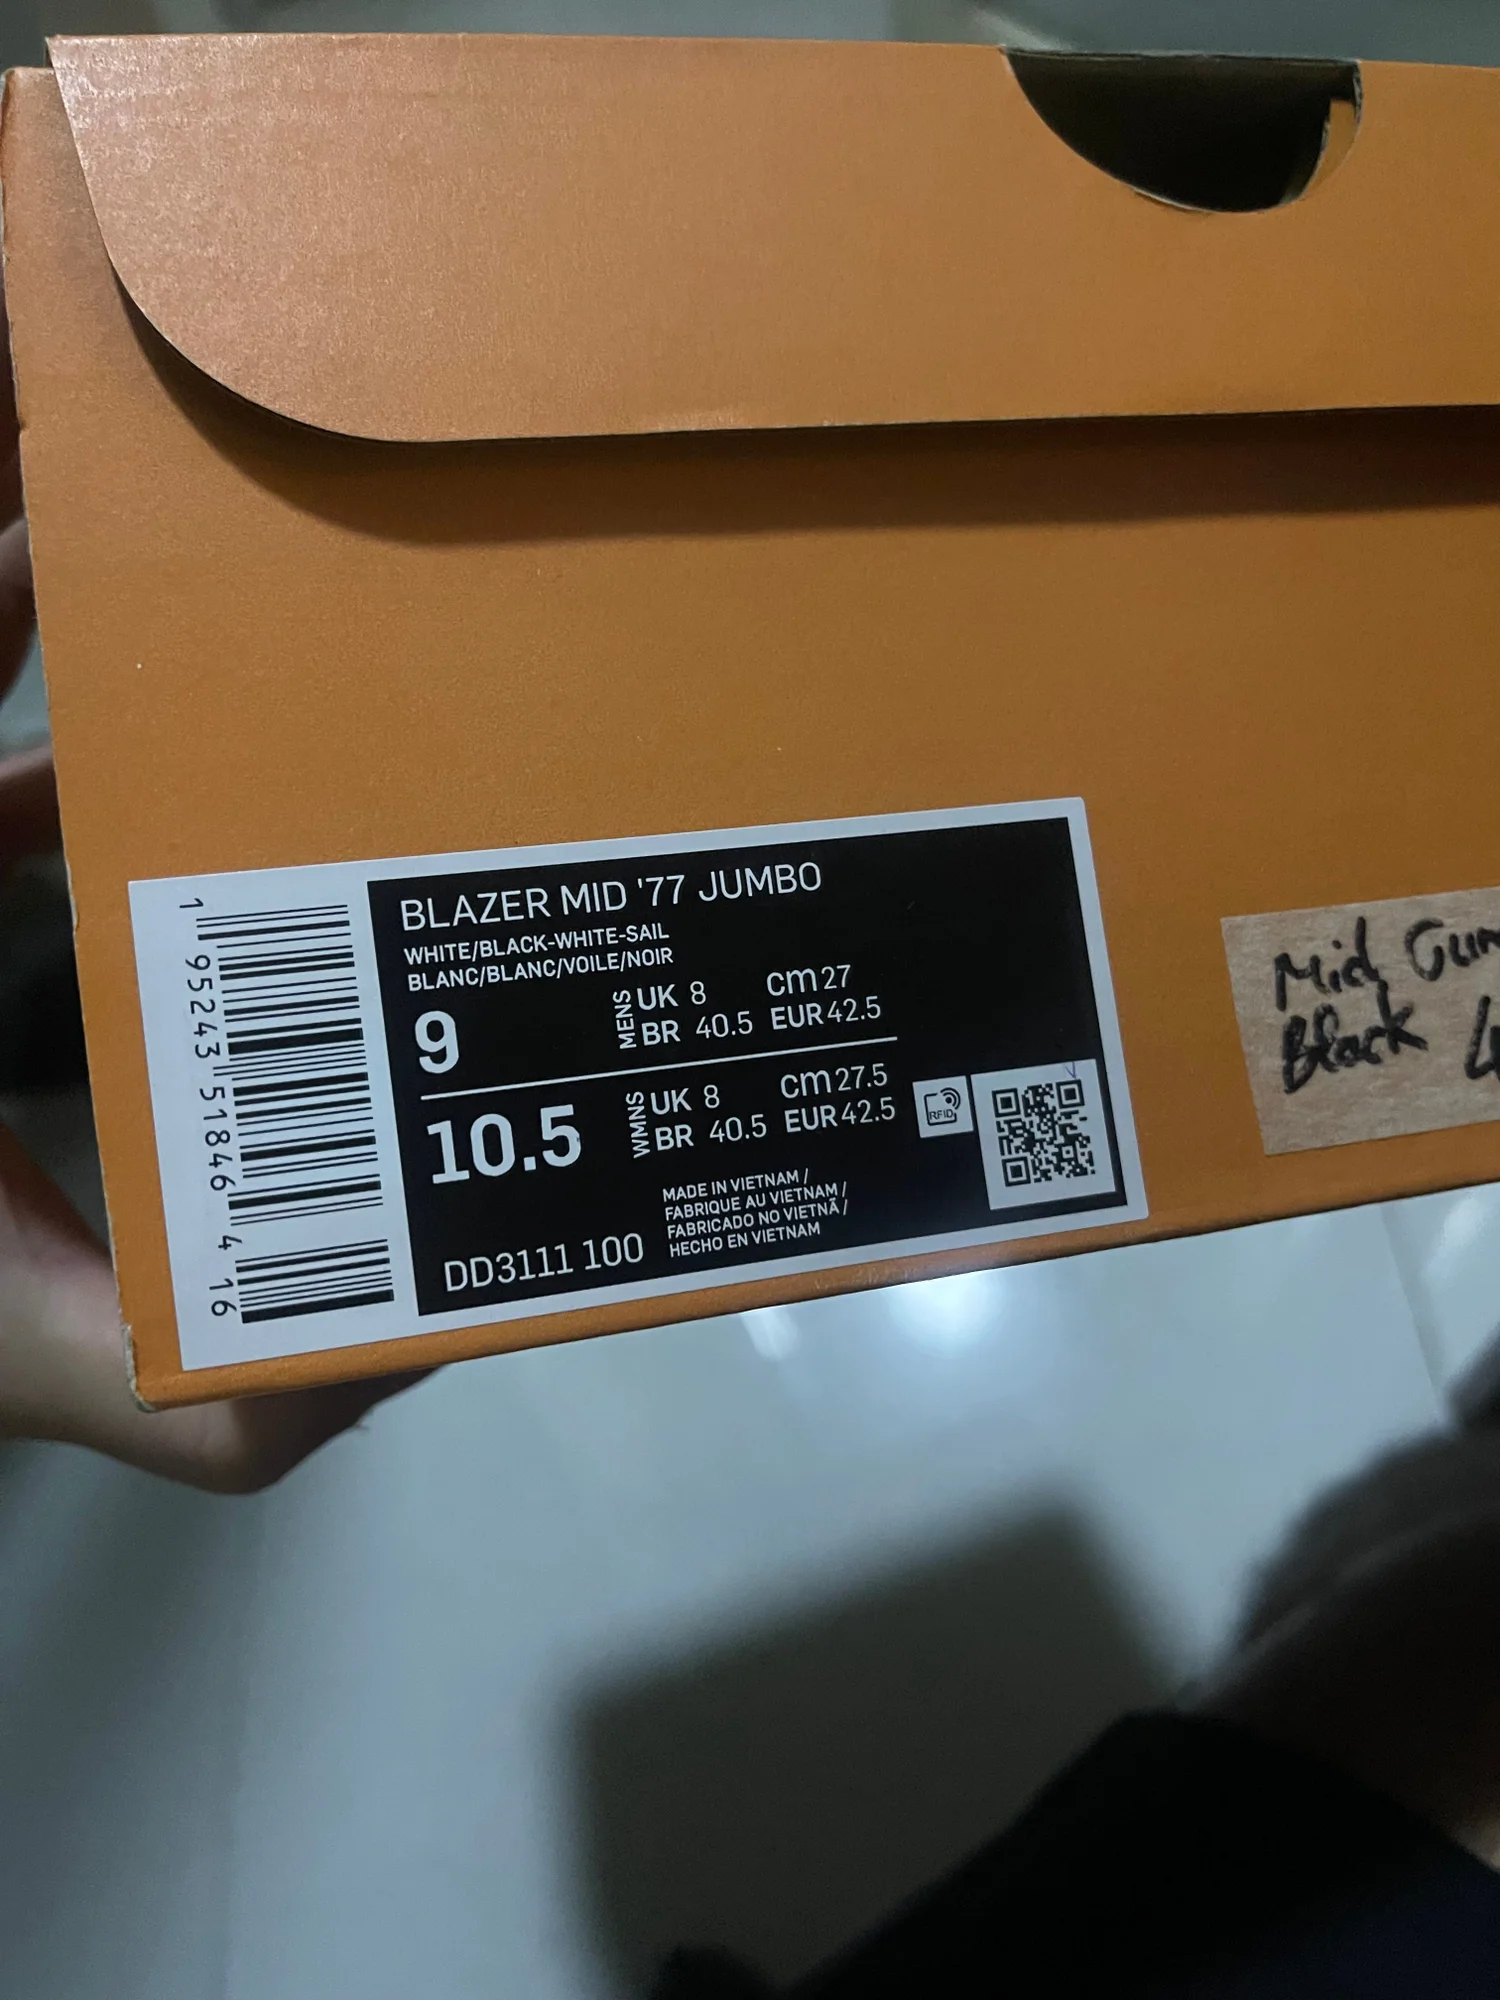 BLAZER MID '77 JUMBO
WHITE/BLACK-WHITE-SAIL
BLANC/BLANC/VOILE/NOIR
9
MENS UK 8 cm 27
BR 40.5 EUR 42.5
10.5
WMNS UK 8 cm 27.5
BR 40.5 EUR 42.5
RFID
MADE IN VIETNAM /
FABRIQUE AU VIETNAM /
FABRICADO NO VIETNÃ /
HECHO EN VIETNAM
DD3111 100
1 95243 51846 4 16
Mid
Black